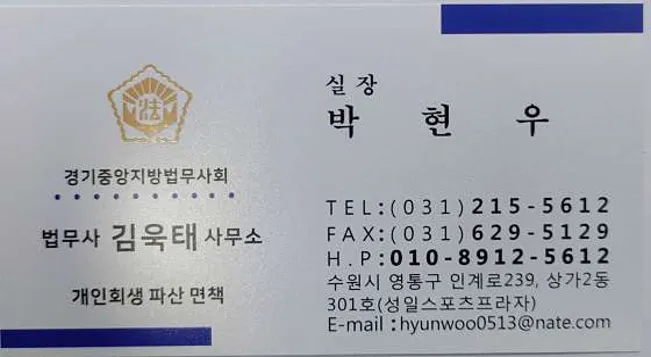 法
경기중앙지방법무사회
법무사 김욱태 사무소
개인회생 파산 면책
실장
박 현 우
TEL:(031)215-5612
FAX:(031)629-5129
H.P:010-8912-5612
수원시 영통구 인계로239, 상가2동
301호(성일스포츠프라자)
E-mail :hyunwoo0513@nate.com